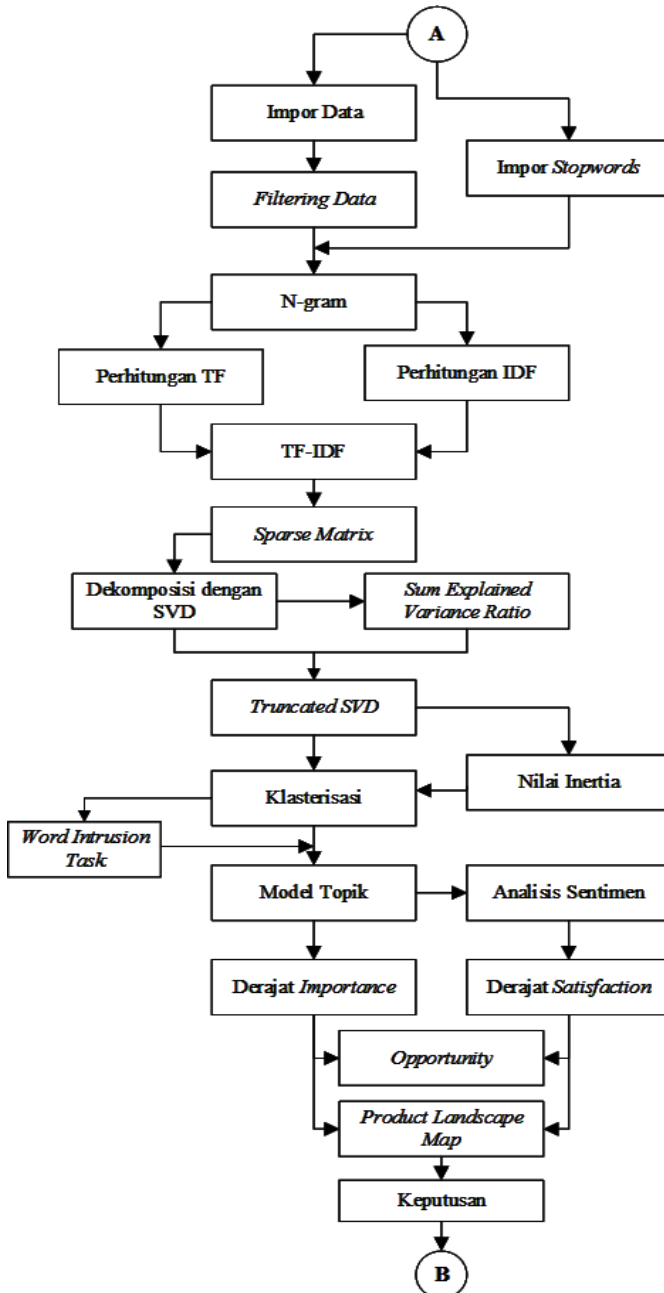 A
Impor Data
Impor Stopwords
Filtering Data
N-gram
Perhitungan TF
Perhitungan IDF
TF-IDF
Sparse Matrix
Dekomposisi dengan
SVD
Sum Explained
Variance Ratio
Truncated SVD
Nilai Inertia
Klasterisasi
Word Intrusion
Task
Model Topik
Analisis Sentimen
Derajat Importance
Derajat Satisfaction
Opportunity
Product Landscape
Map
Keputusan
B